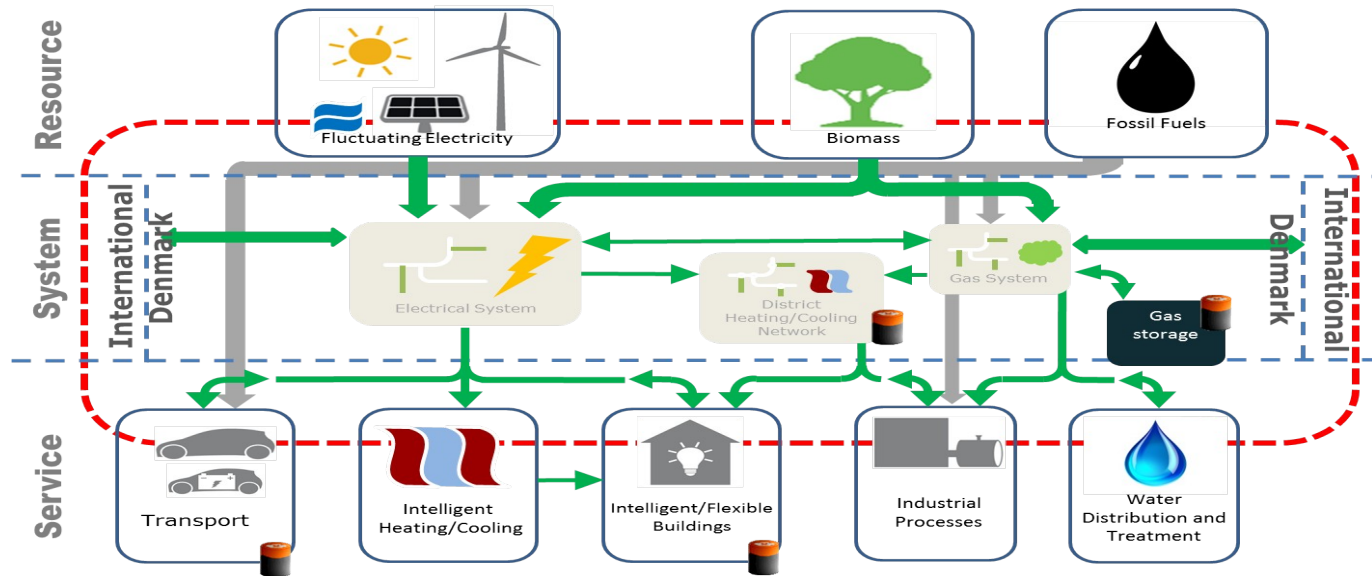 Resource
Fluctuating Electricity
Biomass
Fossil Fuels
System
International
Denmark
Electrical System
District
Heating/Cooling
Network
Gas System
Gas
storage
Denmark
International
Service
Transport
Intelligent
Heating/Cooling
Intelligent/Flexible
Buildings
Industrial
Processes
Water
Distribution and
Treatment